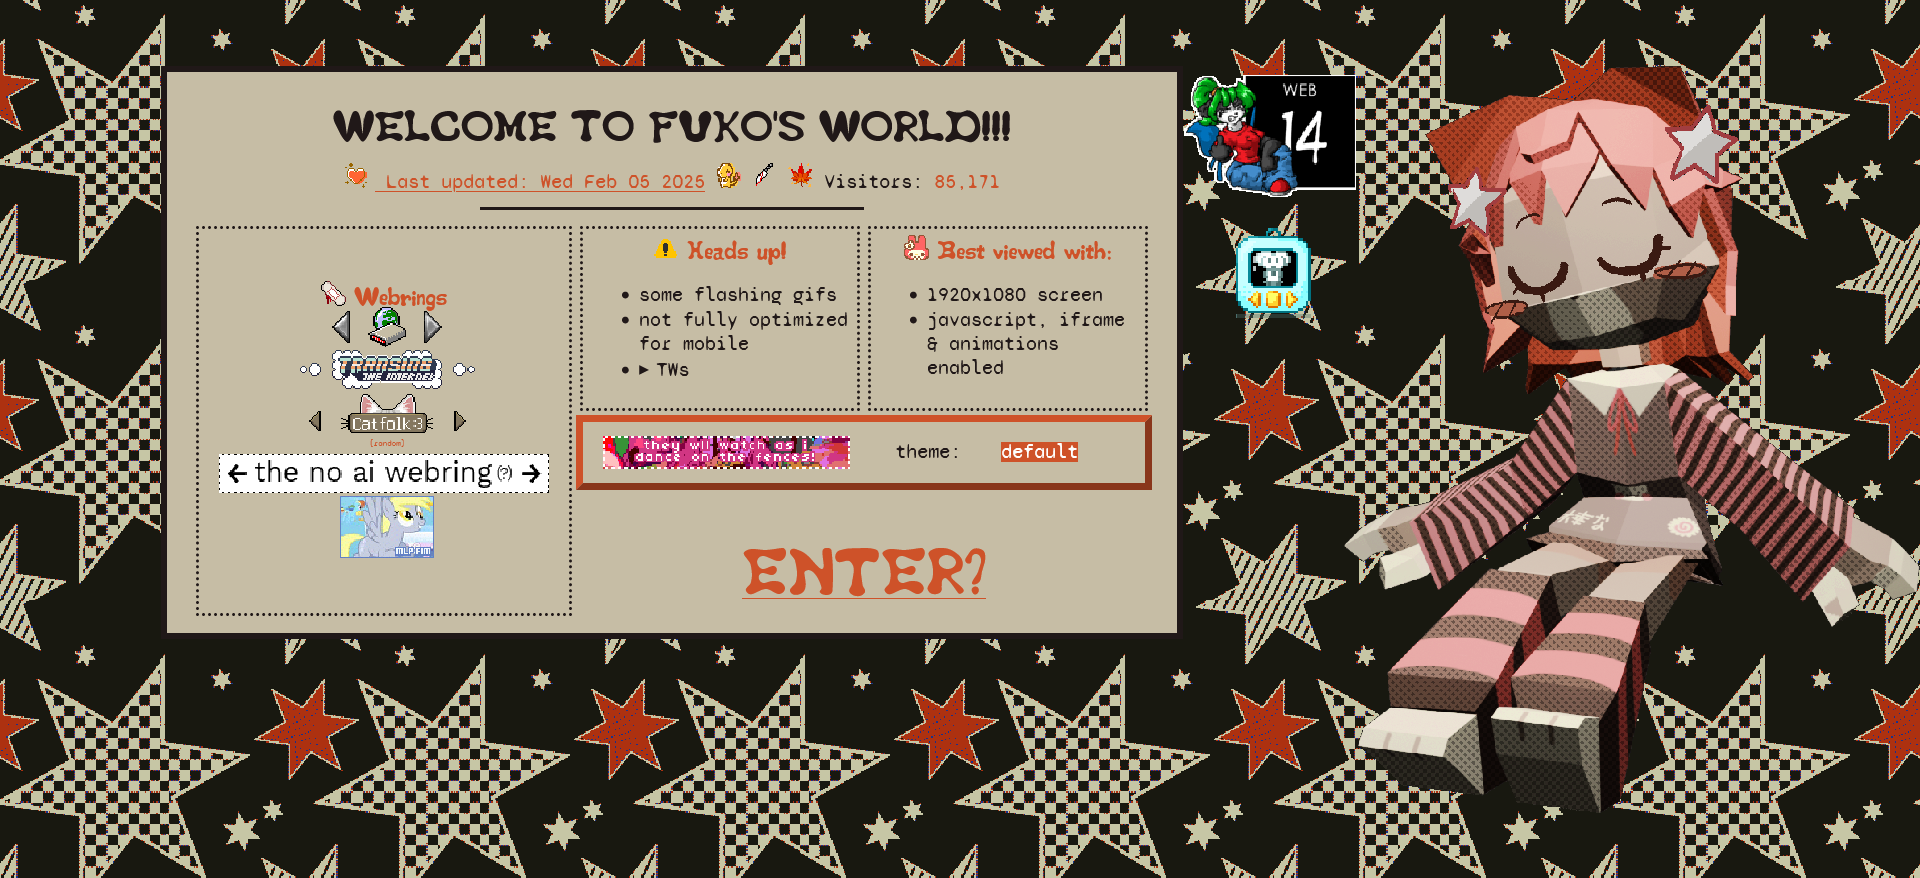 WELCOME TO FUKO'S WORLD!!!
Last updated: Wed Feb 05 2025 Visitors: 85,171
WEB
14
Webrings
TRANSING
THE INTERNET
Catfolk:3
[random]
← the no ai webring (?) →
MLP:FIM
Heads up!
• some flashing gifs
• not fully optimized
for mobile
• ▶ TWs
Best viewed with:
• 1920x1080 screen
• javascript, iframe
& animations
enabled
they will watch as i
dance on the fences!
theme: default
ENTER?